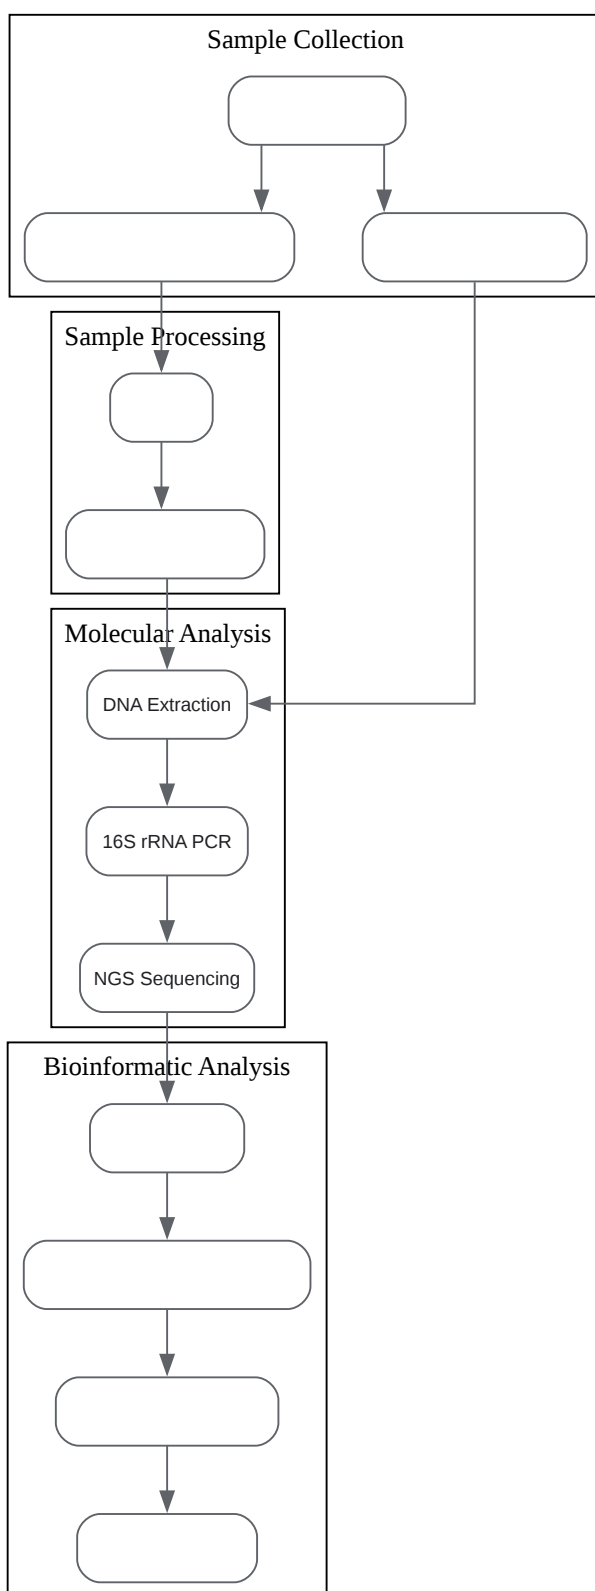 Sample Collection
Sample Processing
Molecular Analysis
DNA Extraction
16S rRNA PCR
NGS Sequencing
Bioinformatic Analysis